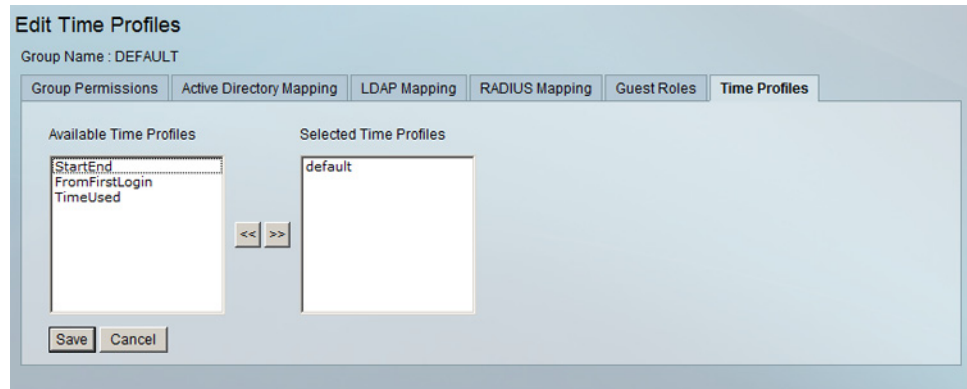 Edit Time Profiles
Group Name : DEFAULT
Group Permissions Active Directory Mapping LDAP Mapping RADIUS Mapping Guest Roles Time Profiles
Available Time Profiles Selected Time Profiles
StartEnd default
FromFirstLogin
TimeUsed
<< >>
Save Cancel